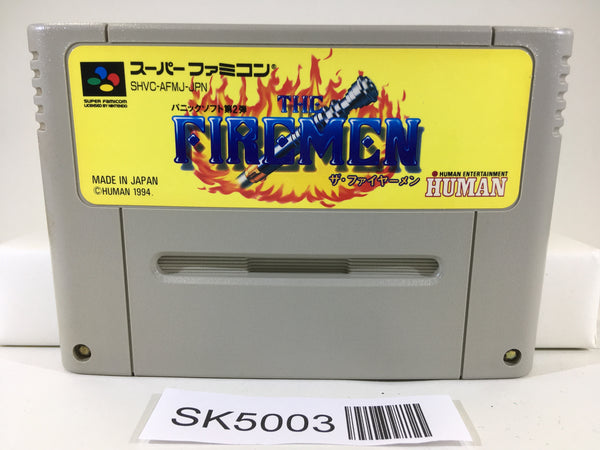 スーパーファミコン®
SHVC-AFMJ-JPN
SUPER FAMICOM
LICENSED BY NINTENDO
パニックソフト第2弾
THE
FIREMEN
ザ・ファイヤーメン
MADE IN JAPAN
©HUMAN 1994.
HUMAN ENTERTAINMENT
HUMAN
SK5003